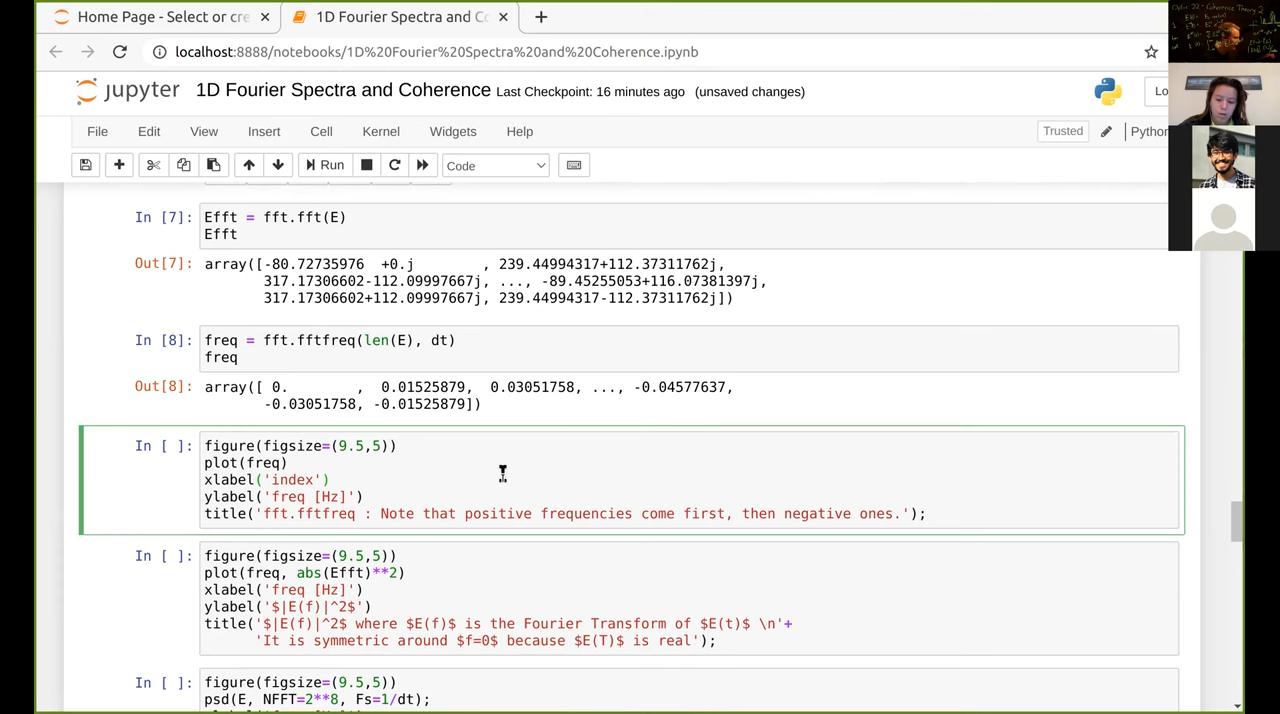 Home Page - Select or cre
1D Fourier Spectra and Co
localhost:8888/notebooks/1D%20Fourier%20Spectra%20and%20Coherence.ipynb
jupyter 1D Fourier Spectra and Coherence Last Checkpoint: 16 minutes ago (unsaved changes)
Lo
File Edit View Insert Cell Kernel Widgets Help
Trusted
Python
Run
Code
In [7]: Efft = fft.fft(E)
Efft
Out[7]: array([-80.72735976 +0.j , 239.44994317+112.37311762j,
317.17306602-112.09997667j, ..., -89.45255053+116.07381397j,
317.17306602+112.09997667j, 239.44994317-112.37311762j])
In [8]: freq = fft.fftfreq(len(E), dt)
freq
Out[8]: array([ 0. , 0.01525879, 0.03051758, ..., -0.04577637,
-0.03051758, -0.01525879])
In [ ]: figure(figsize=(9.5,5))
plot(freq)
xlabel('index')
ylabel('freq [Hz]')
title('fft.fftfreq : Note that positive frequencies come first, then negative ones.');
In [ ]: figure(figsize=(9.5,5))
plot(freq, abs(Efft)**2)
xlabel('freq [Hz]')
ylabel('$|E(f)|^2$')
title('$|E(f)|^2$ where $E(f)$ is the Fourier Transform of $E(t)$ \n'+
'It is symmetric around $f=0$ because $E(T)$ is real');
In [ ]: figure(figsize=(9.5,5))
psd(E, NFFT=2**8, Fs=1/dt);